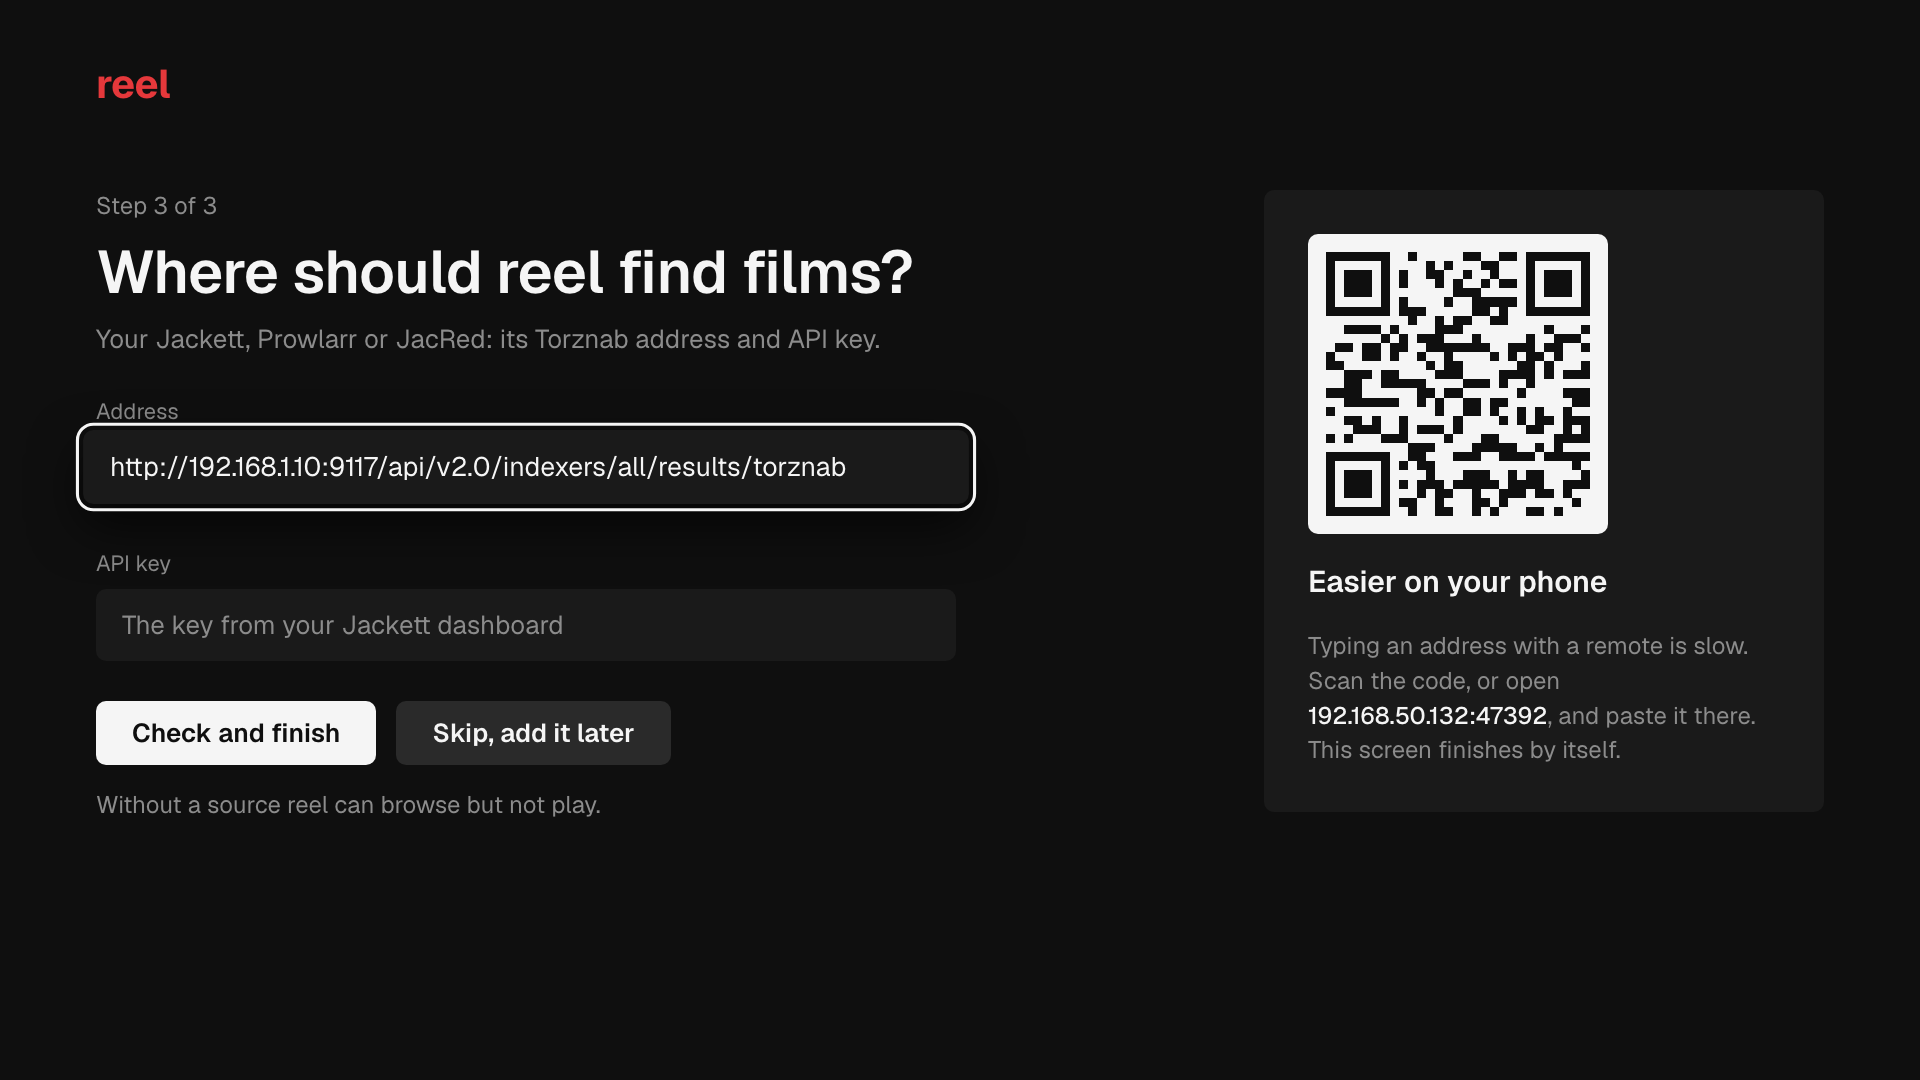 reel
Step 3 of 3
Where should reel find films?
Your Jackett, Prowlarr or JacRed: its Torznab address and API key.
Address
http://192.168.1.10:9117/api/v2.0/indexers/all/results/torznab
API key
The key from your Jackett dashboard
Check and finish
Skip, add it later
Without a source reel can browse but not play.
Easier on your phone
Typing an address with a remote is slow.
Scan the code, or open
192.168.50.132:47392, and paste it there.
This screen finishes by itself.